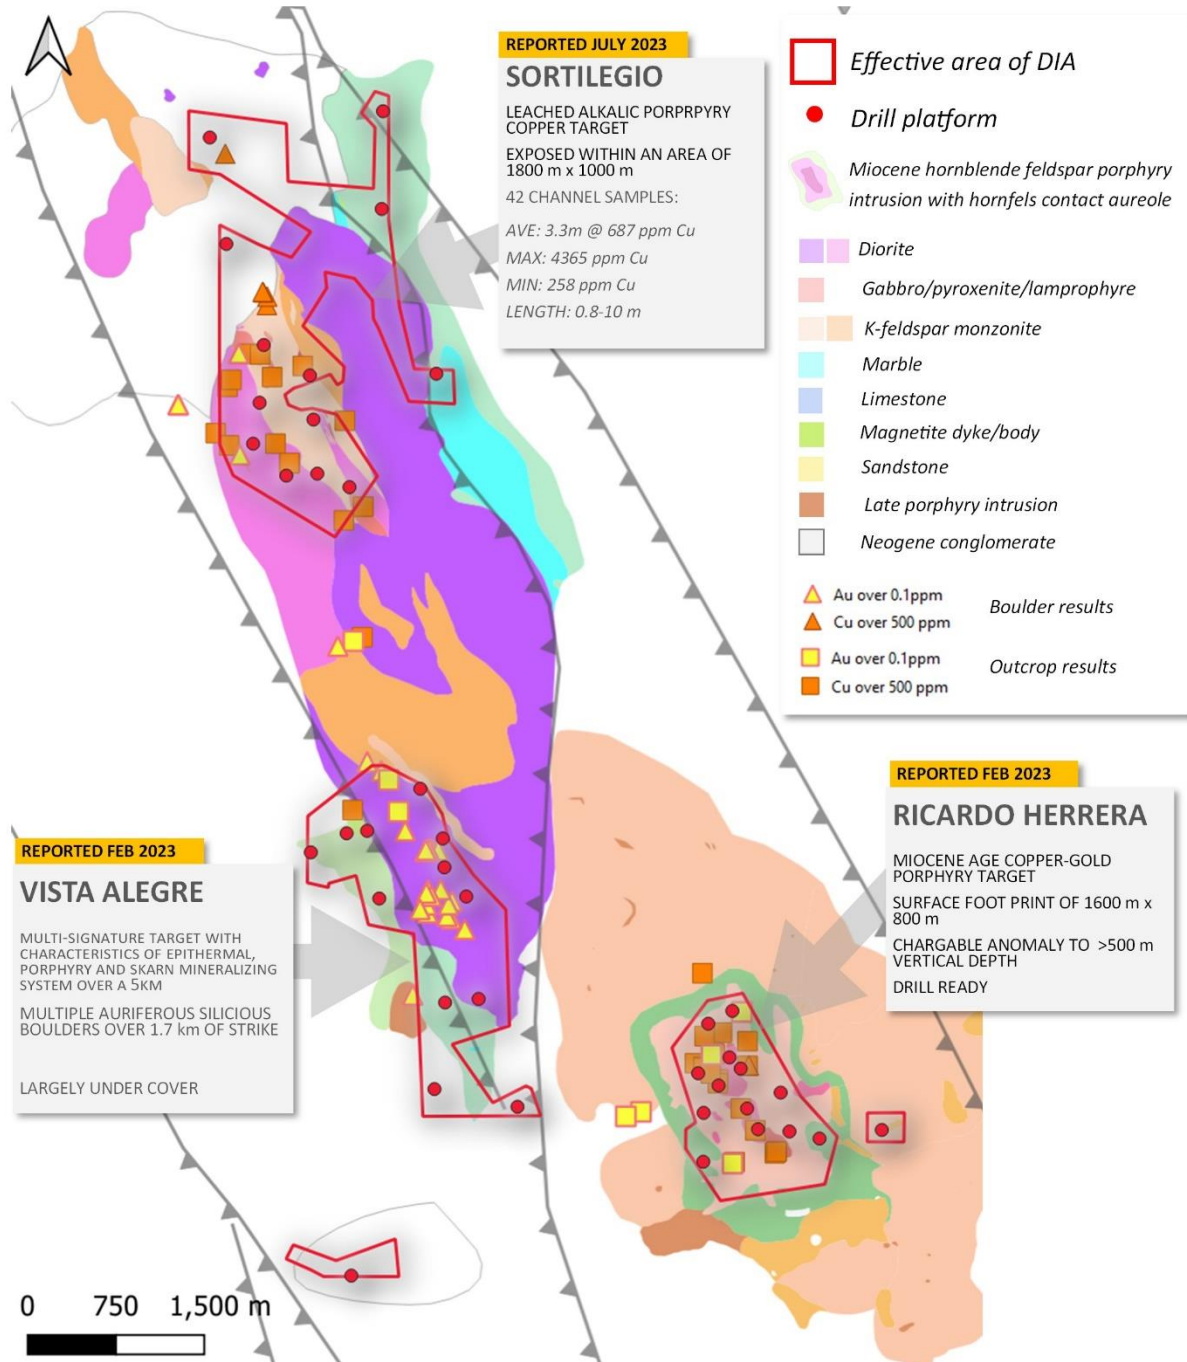 REPORTED JULY 2023
SORTILEGIO
LEACHED ALKALIC PORPRPYRY
COPPER TARGET
EXPOSED WITHIN AN AREA OF
1800 m x 1000 m
42 CHANNEL SAMPLES:
AVE: 3.3m @ 687 ppm Cu
MAX: 4365 ppm Cu
MIN: 258 ppm Cu
LENGTH: 0.8-10 m
Effective area of DIA
Drill platform
Miocene hornblende feldspar porphyry
intrusion with hornfels contact aureole
Diorite
Gabbro/pyroxenite/lamprophyre
K-feldspar monzonite
Marble
Limestone
Magnetite dyke/body
Sandstone
Late porphyry intrusion
Neogene conglomerate
Au over 0.1ppm
Cu over 500 ppm
Boulder results
Au over 0.1ppm
Cu over 500 ppm
Outcrop results
REPORTED FEB 2023
RICARDO HERRERA
MIOCENE AGE COPPER-GOLD
PORPHYRY TARGET
SURFACE FOOT PRINT OF 1600 m x
800 m
CHARGABLE ANOMALY TO >500 m
VERTICAL DEPTH
DRILL READY
REPORTED FEB 2023
VISTA ALEGRE
MULTI-SIGNATURE TARGET WITH
CHARACTERISTICS OF EPITHERMAL,
PORPHYRY AND SKARN MINERALIZING
SYSTEM OVER A 5KM
MULTIPLE AURIFEROUS SILICIOUS
BOULDERS OVER 1.7 km OF STRIKE
LARGELY UNDER COVER
0 750 1,500 m